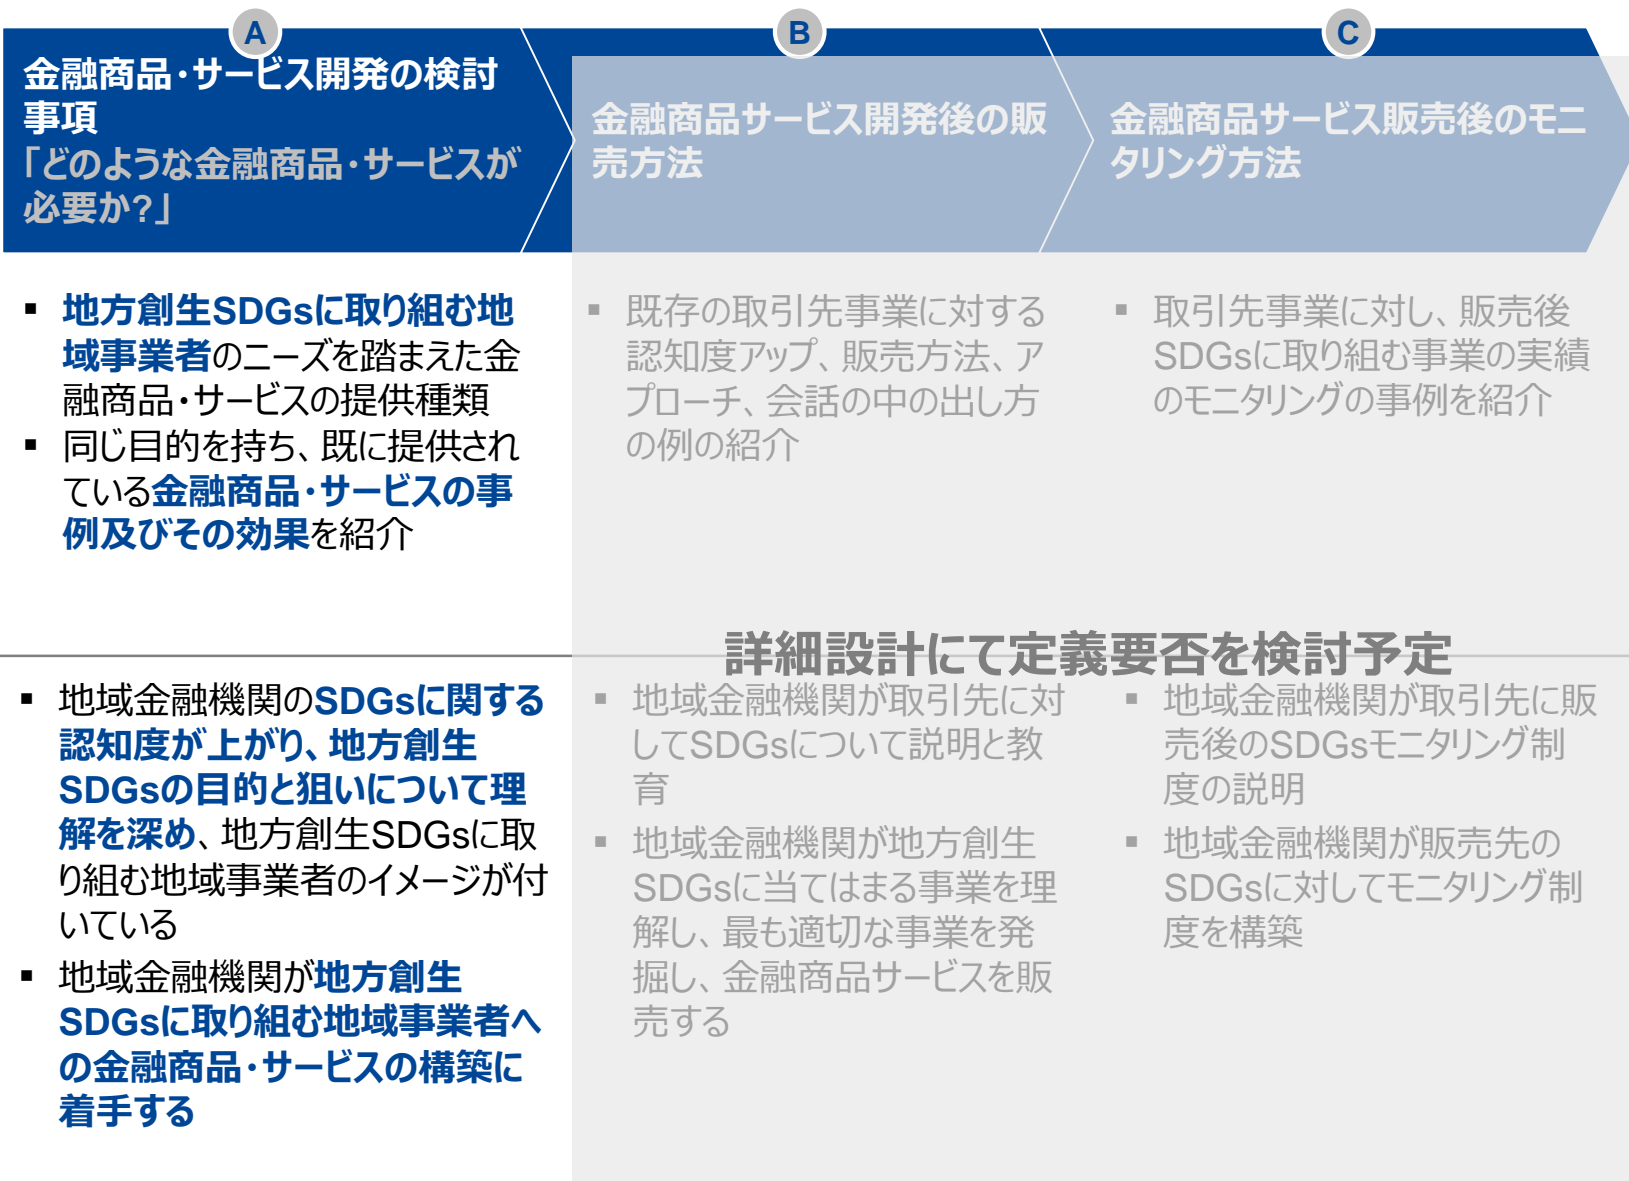 A
金融商品・サービス開発の検討
事項
「どのような金融商品・サービスが
必要か?」
B
金融商品サービス開発後の販
売方法
C
金融商品サービス販売後のモニ
タリング方法
▪ 地方創生SDGsに取り組む地
域事業者のニーズを踏まえた金
融商品・サービスの提供種類
▪ 同じ目的を持ち、既に提供され
ている金融商品・サービスの事
例及びその効果を紹介
▪ 既存の取引先事業に対する
認知度アップ、販売方法、ア
プローチ、会話の中の出し方
の例の紹介
▪ 取引先事業に対し、販売後
SDGsに取り組む事業の実績
のモニタリングの事例を紹介
詳細設計にて定義要否を検討予定
▪ 地域金融機関のSDGsに関する
認知度が上がり、地方創生
SDGsの目的と狙いについて理
解を深め、地方創生SDGsに取
り組む地域事業者のイメージが付
いている
▪ 地域金融機関が地方創生
SDGsに取り組む地域事業者へ
の金融商品・サービスの構築に
着手する
▪ 地域金融機関が取引先に対
してSDGsについて説明と教
育
▪ 地域金融機関が地方創生
SDGsに当てはまる事業を理
解し、最も適切な事業を発
掘し、金融商品サービスを販
売する
▪ 地域金融機関が取引先に販
売後のSDGsモニタリング制
度の説明
▪ 地域金融機関が販売先の
SDGsに対してモニタリング制
度を構築